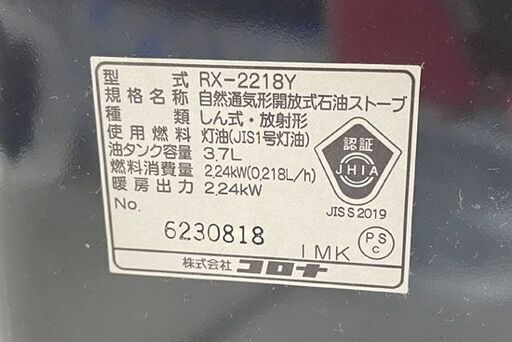 型式 RX-2218Y
規格名称 自然通気形開放式石油ストーブ
種類 しん式・放射形
使用燃料 灯油(JIS1号灯油)
油タンク容量 3.7L
燃料消費量 2.24kW(0.218L/h)
暖房出力 2.24kW
認証
JHIA
JIS S 2019
No.
6230818
1MK
PS
C
株式会社 コロナ